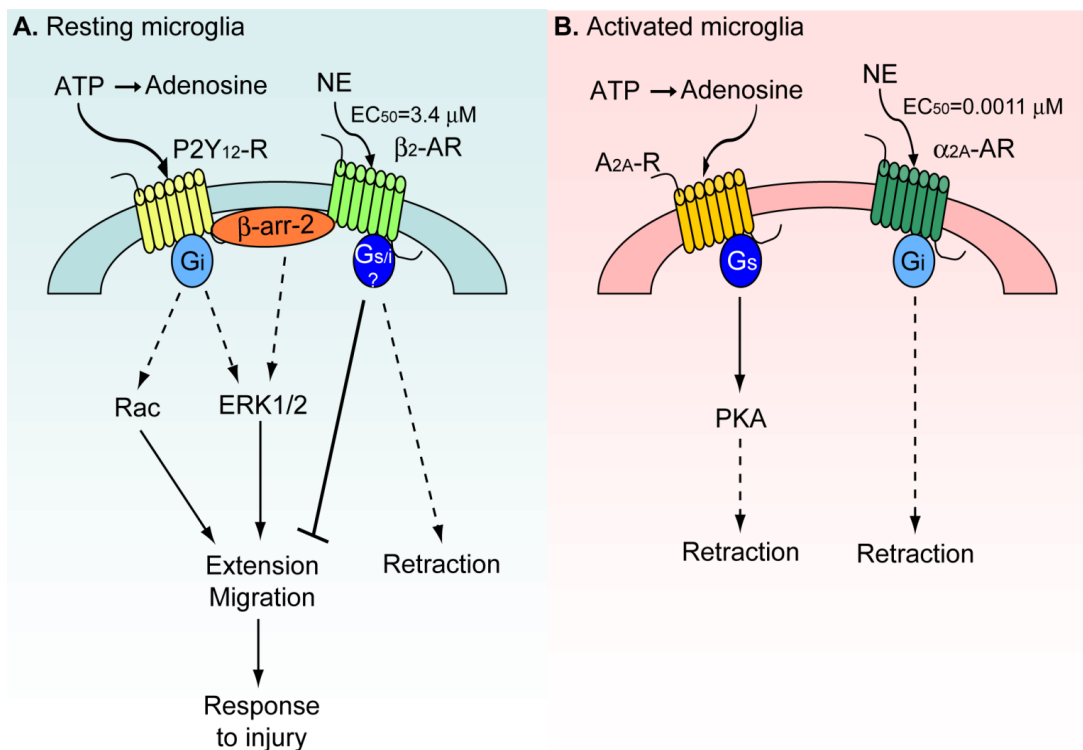 A. Resting microglia
ATP → Adenosine
NE
EC50=3.4 μM
P2Y12-R
β2-AR
β-arr-2
Gi
Gs/i
?
Rac
ERK1/2
Extension
Migration
Retraction
Response
to injury
B. Activated microglia
ATP → Adenosine
NE
EC50=0.0011 μM
A2A-R
α2A-AR
Gs
Gi
PKA
Retraction
Retraction